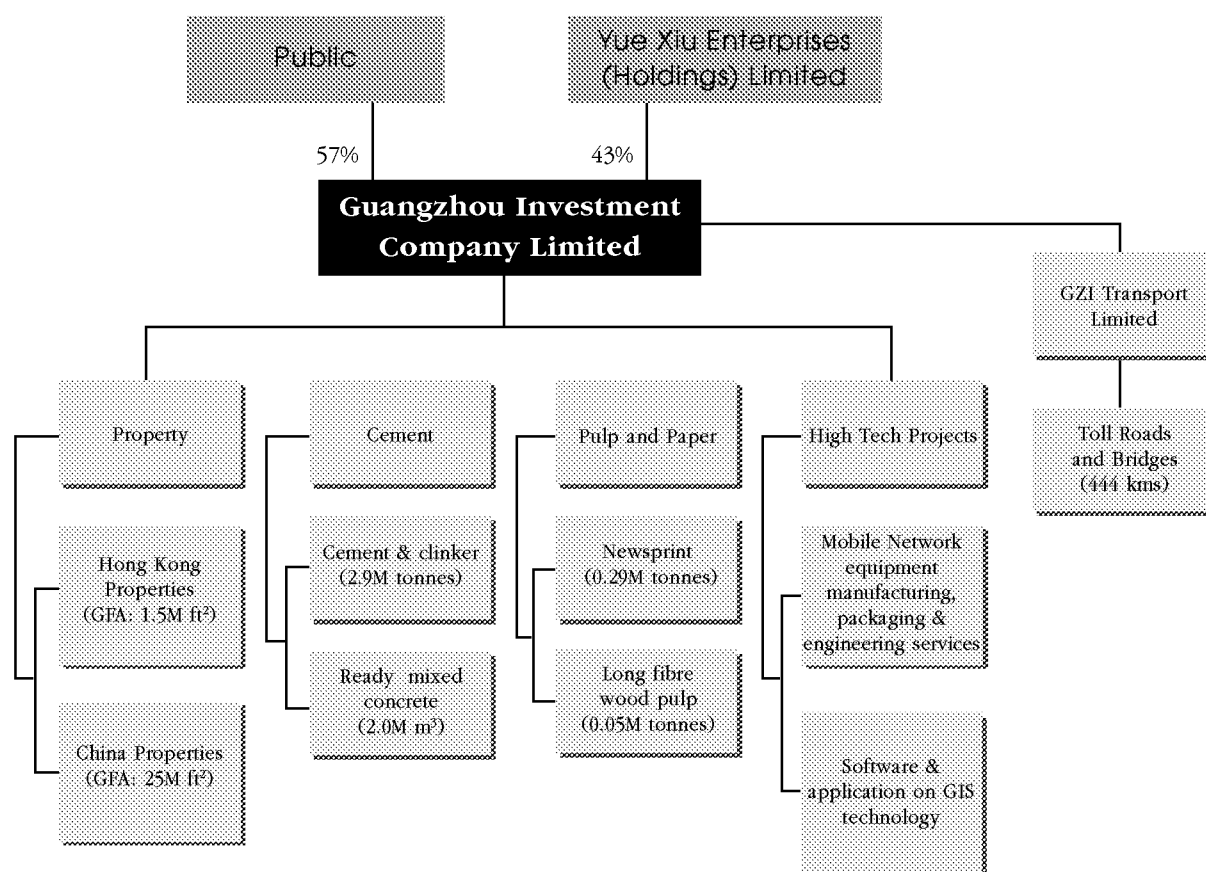 Public
Yue Xiu Enterprises
(Holdings) Limited
57%
43%
Guangzhou Investment
Company Limited
GZI Transport
Limited
Toll Roads
and Bridges
(444 kms)
Property
Cement
Pulp and Paper
High Tech Projects
Hong Kong
Properties
(GFA: 1.5M ft²)
China Properties
(GFA: 25M ft²)
Cement & clinker
(2.9M tonnes)
Ready mixed
concrete
(2.0M m³)
Newsprint
(0.29M tonnes)
Long fibre
wood pulp
(0.05M tonnes)
Mobile Network
equipment
manufacturing,
packaging &
engineering services
Software &
application on GIS
technology